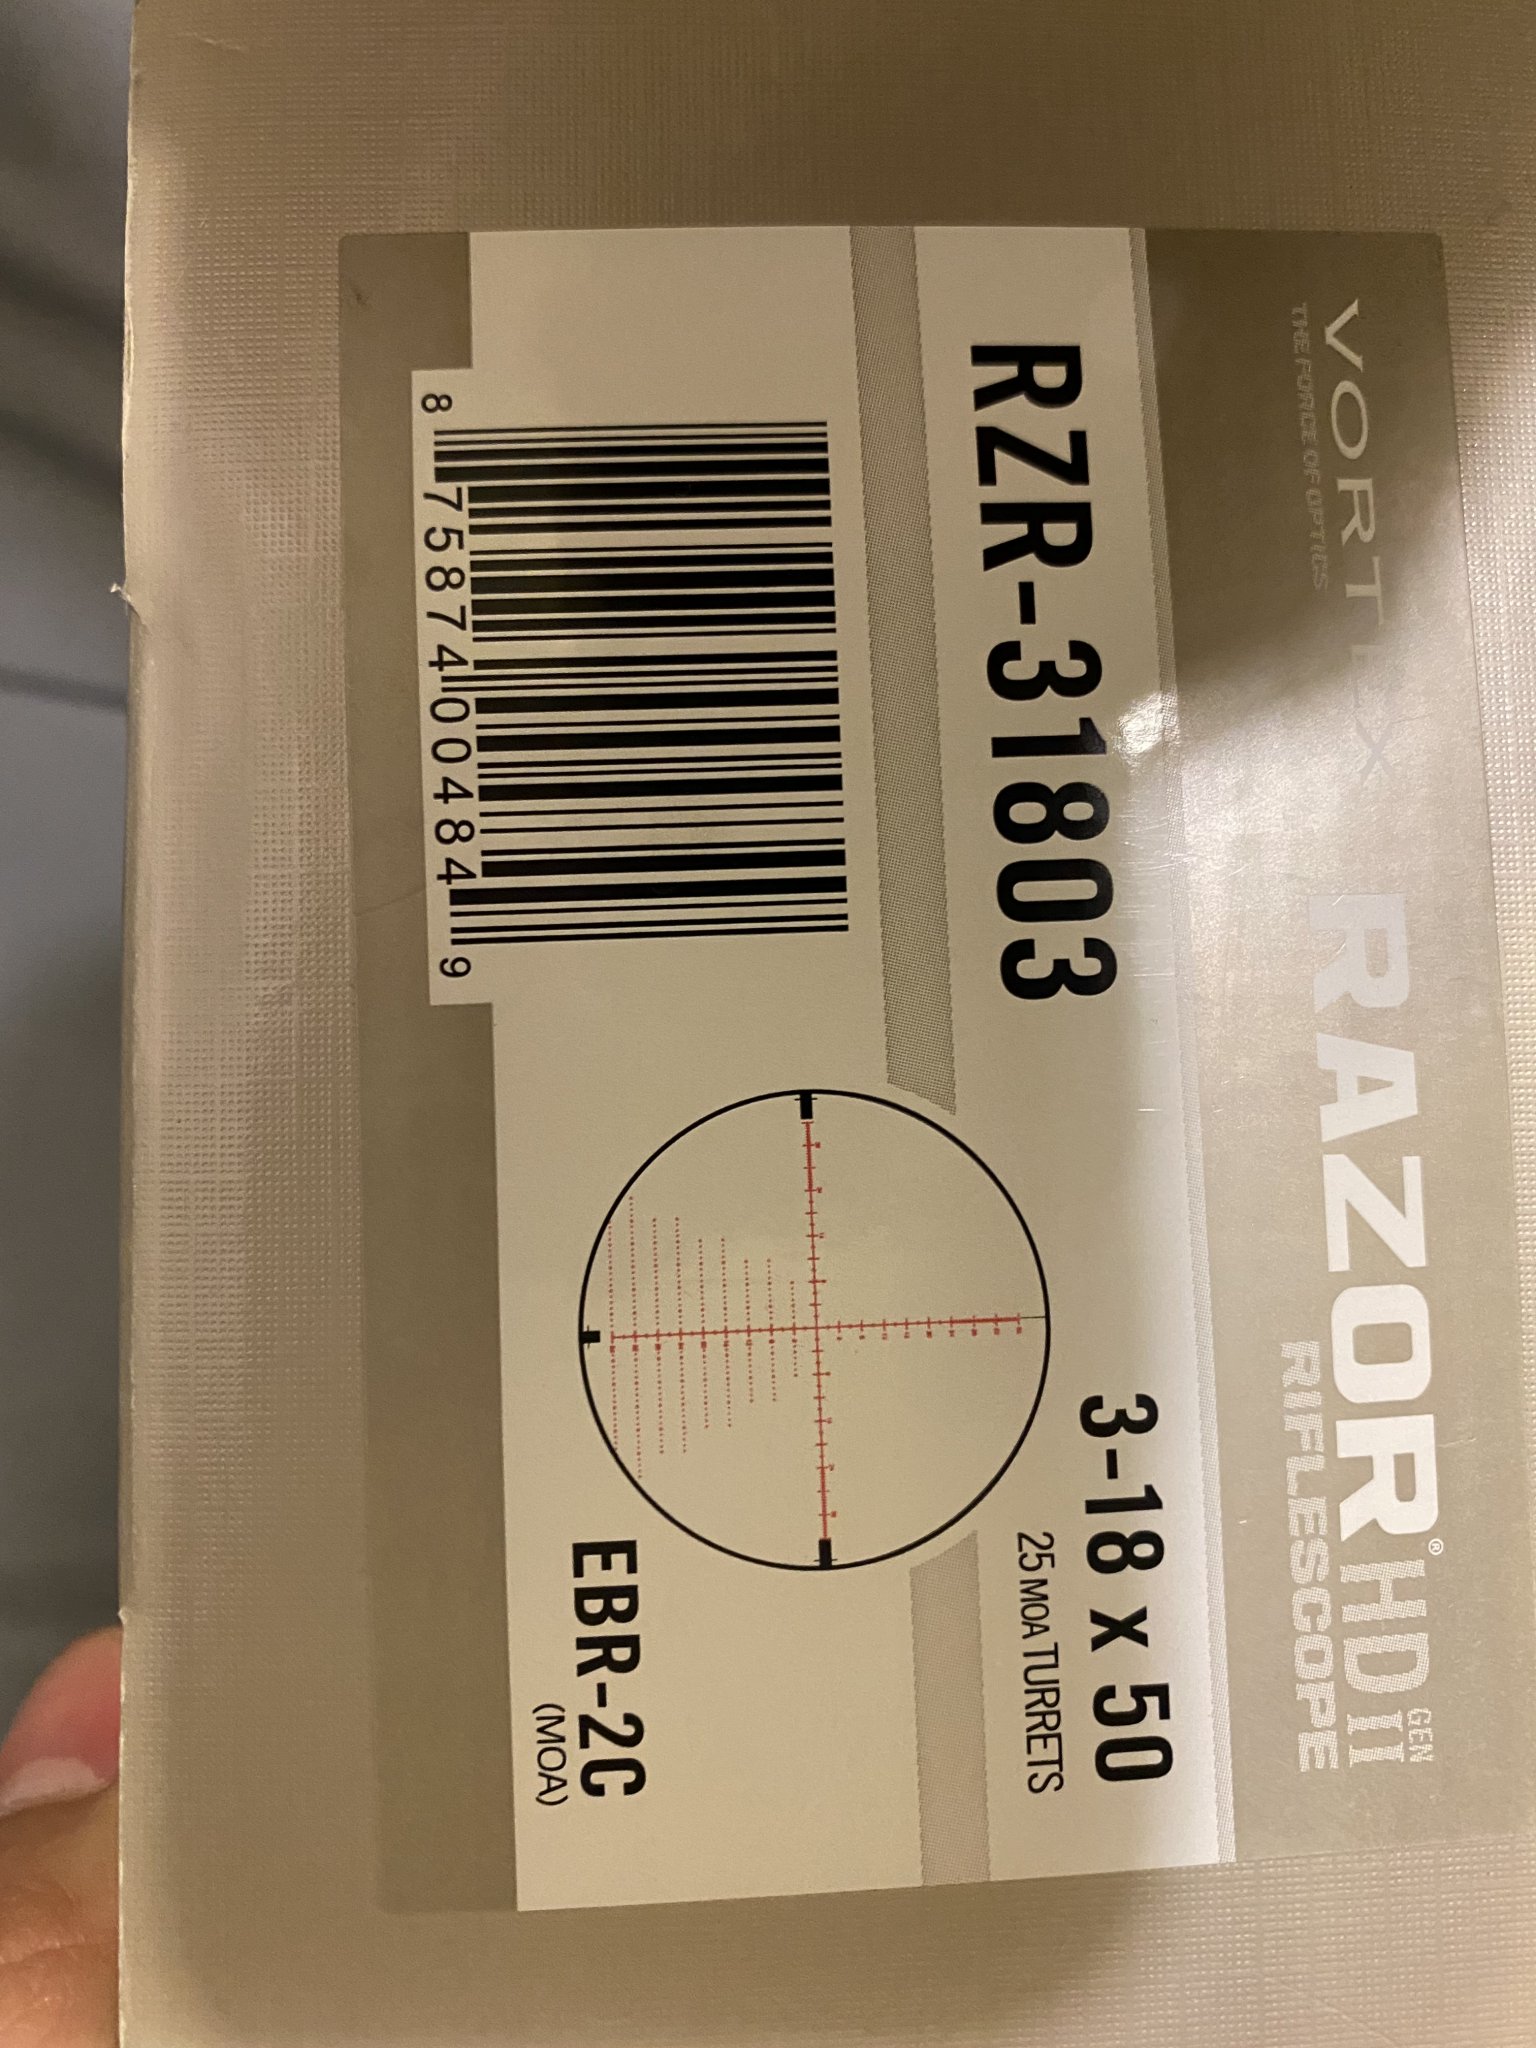 VORTEX
THE FORCE OF OPTICS
RAZOR® HD GEN II
RIFLESCOPE
RZR-31803
3-18 x 50
25 MOA TURRETS
8 75874 00484 9
EBR-2C
(MOA)